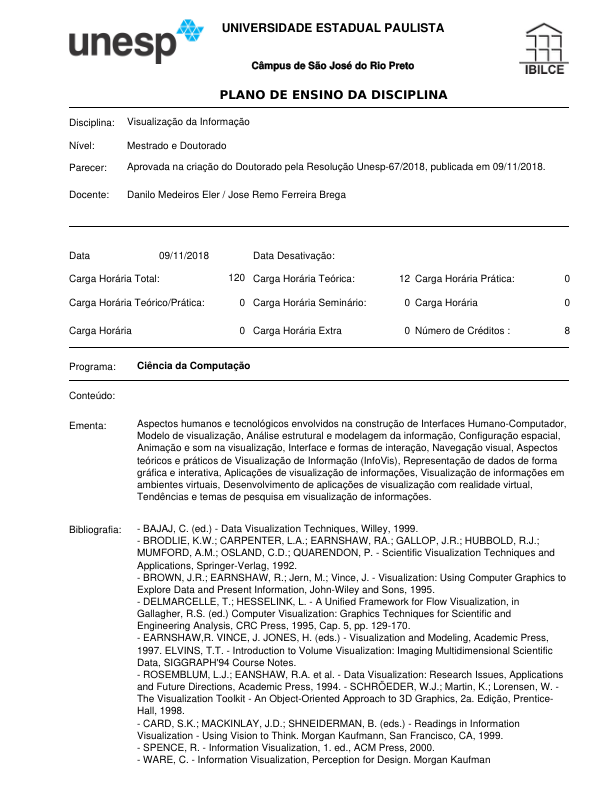 unesp
UNIVERSIDADE ESTADUAL PAULISTA
Câmpus de São José do Rio Preto
IBILCE
PLANO DE ENSINO DA DISCIPLINA
Disciplina: Visualização da Informação
Nível: Mestrado e Doutorado
Parecer: Aprovada na criação do Doutorado pela Resolução Unesp-67/2018, publicada em 09/11/2018.
Docente: Danilo Medeiros Eler / Jose Remo Ferreira Brega
Data 09/11/2018 Data Desativação:
Carga Horária Total: 120 Carga Horária Teórica: 12 Carga Horária Prática: 0
Carga Horária Teórico/Prática: 0 Carga Horária Seminário: 0 Carga Horária 0
Carga Horária 0 Carga Horária Extra 0 Número de Créditos : 8
Programa: Ciência da Computação
Conteúdo:
Ementa: Aspectos humanos e tecnológicos envolvidos na construção de Interfaces Humano-Computador,
Modelo de visualização, Análise estrutural e modelagem da informação, Configuração espacial,
Animação e som na visualização, Interface e formas de interação, Navegação visual, Aspectos
teóricos e práticos de Visualização de Informação (InfoVis), Representação de dados de forma
gráfica e interativa, Aplicações de visualização de informações, Visualização de informações em
ambientes virtuais, Desenvolvimento de aplicações de visualização com realidade virtual,
Tendências e temas de pesquisa em visualização de informações.
Bibliografia: - BAJAJ, C. (ed.) - Data Visualization Techniques, Willey, 1999.
- BRODLIE, K.W.; CARPENTER, L.A.; EARNSHAW, RA.; GALLOP, J.R.; HUBBOLD, R.J.;
MUMFORD, A.M.; OSLAND, C.D.; QUARENDON, P. - Scientific Visualization Techniques and
Applications, Springer-Verlag, 1992.
- BROWN, J.R.; EARNSHAW, R.; Jern, M.; Vince, J. - Visualization: Using Computer Graphics to
Explore Data and Present Information, John-Wiley and Sons, 1995.
- DELMARCELLE, T.; HESSELINK, L. - A Unified Framework for Flow Visualization, in
Gallagher, R.S. (ed.) Computer Visualization: Graphics Techniques for Scientific and
Engineering Analysis, CRC Press, 1995, Cap. 5, pp. 129-170.
- EARNSHAW,R. VINCE, J. JONES, H. (eds.) - Visualization and Modeling, Academic Press,
1997. ELVINS, T.T. - Introduction to Volume Visualization: Imaging Multidimensional Scientific
Data, SIGGRAPH'94 Course Notes.
- ROSEMBLUM, L.J.; EANSHAW, R.A. et al. - Data Visualization: Research Issues, Applications
and Future Directions, Academic Press, 1994. - SCHRÖEDER, W.J.; Martin, K.; Lorensen, W. -
The Visualization Toolkit - An Object-Oriented Approach to 3D Graphics, 2a. Edição, Prentice-
Hall, 1998.
- CARD, S.K.; MACKINLAY, J.D.; SHNEIDERMAN, B. (eds.) - Readings in Information
Visualization - Using Vision to Think. Morgan Kaufmann, San Francisco, CA, 1999.
- SPENCE, R. - Information Visualization, 1. ed., ACM Press, 2000.
- WARE, C. - Information Visualization, Perception for Design. Morgan Kaufman